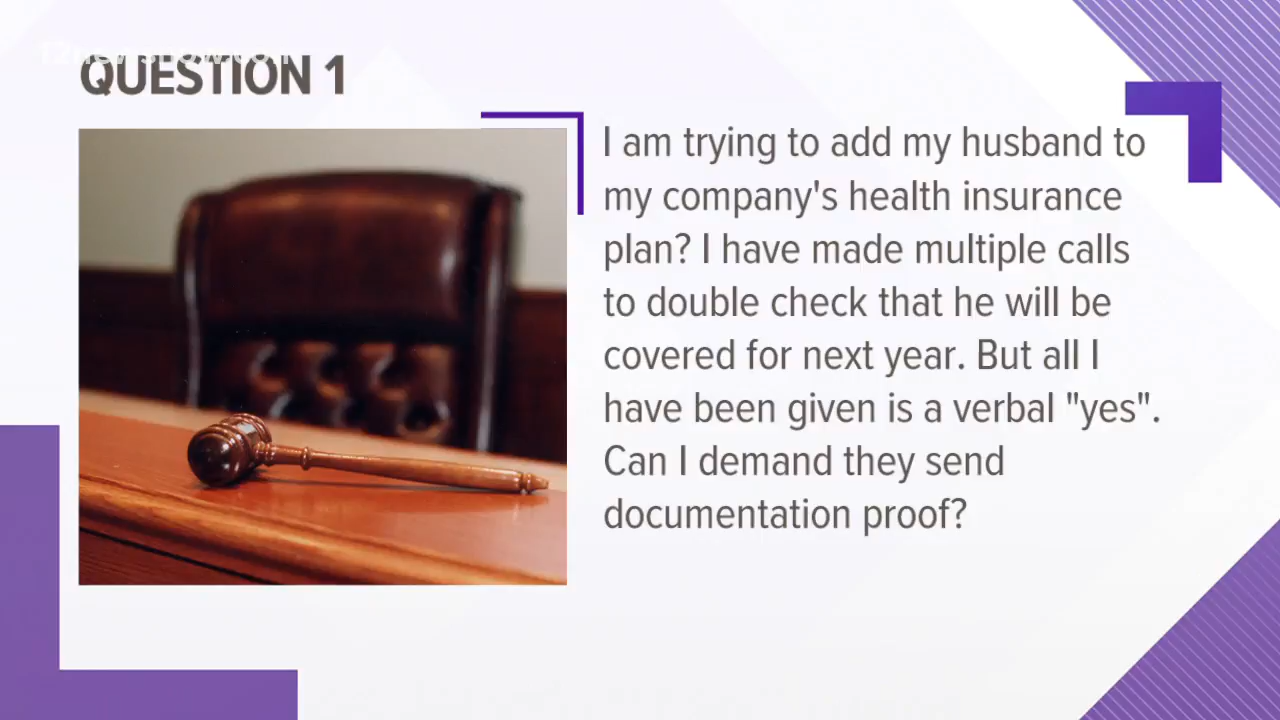 12newsnow.com
QUESTION 1
I am trying to add my husband to
my company's health insurance
plan? I have made multiple calls
to double check that he will be
covered for next year. But all I
have been given is a verbal "yes".
Can I demand they send
documentation proof?